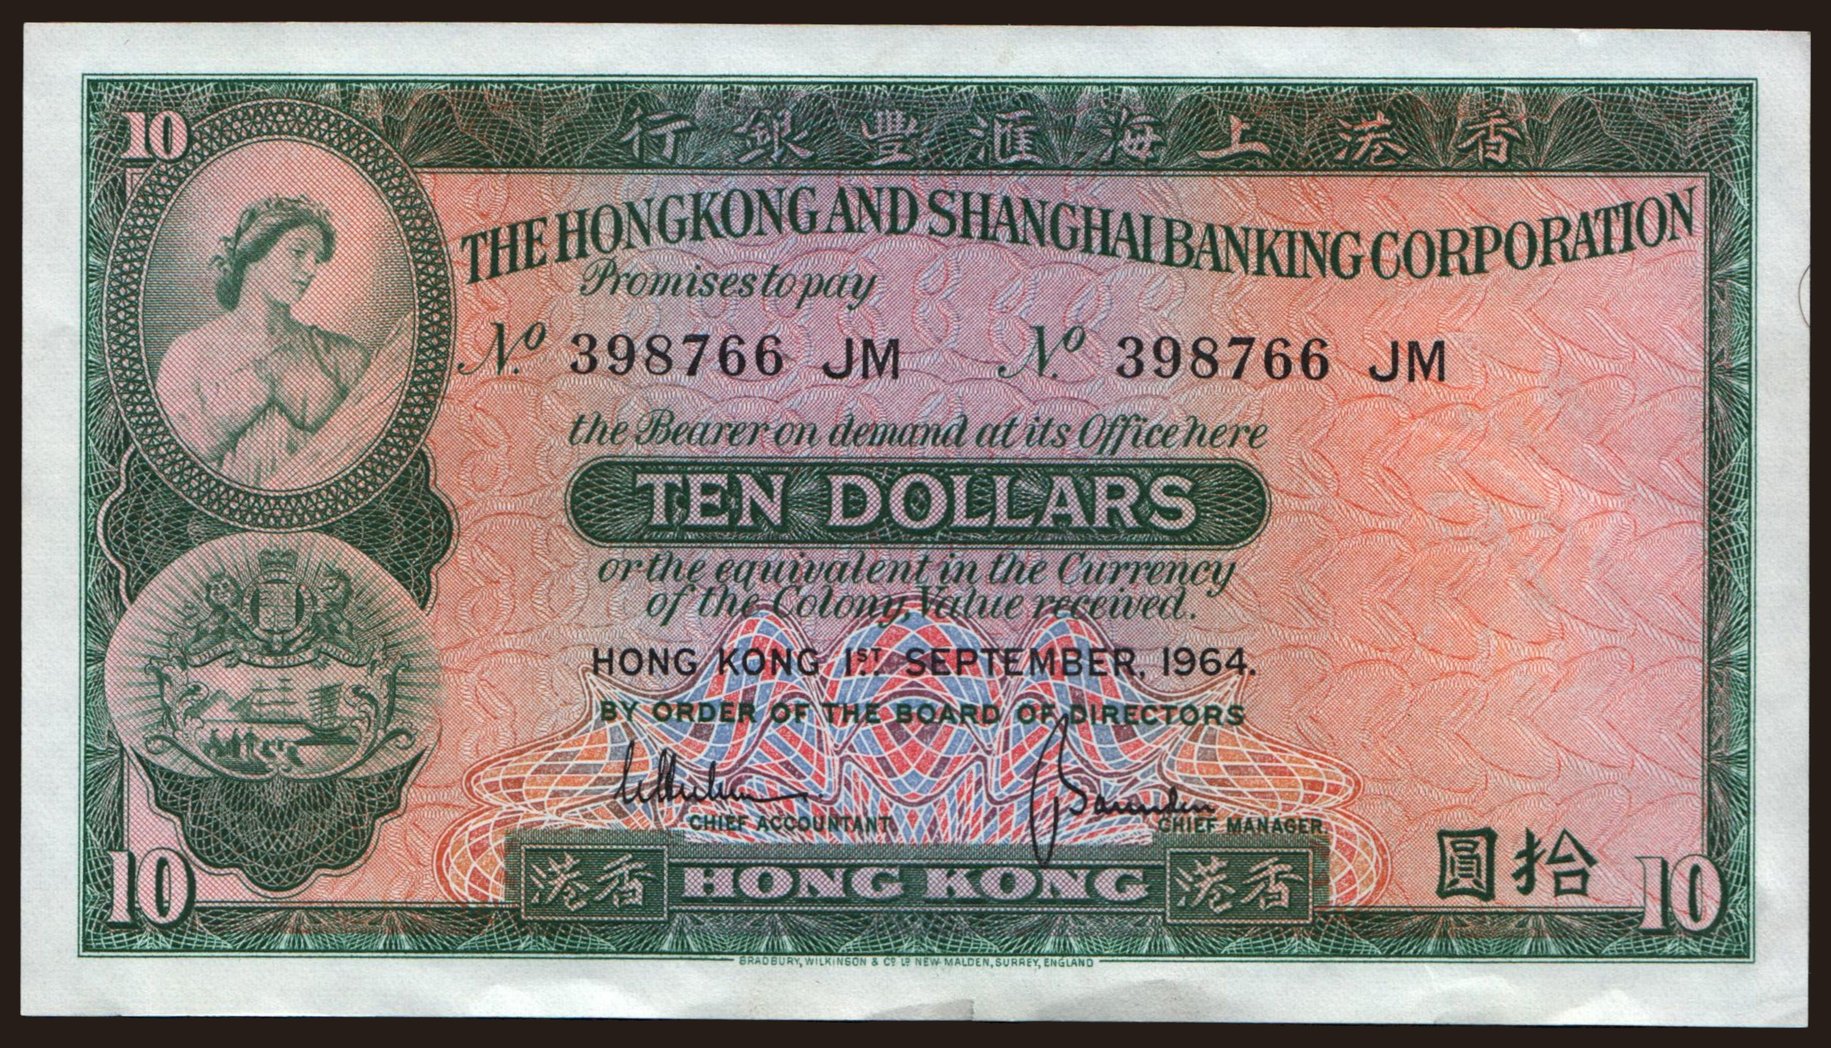 10
行銀豐滙海上港香
THE HONGKONG AND SHANGHAI BANKING CORPORATION
Promises to pay
No. 398766 JM No. 398766 JM
the Bearer on demand at its Office here
TEN DOLLARS
or the equivalent in the Currency
of the Colony, Value received.
HONG KONG 1ST. SEPTEMBER, 1964.
BY ORDER OF THE BOARD OF DIRECTORS
CHIEF ACCOUNTANT. CHIEF MANAGER.
圓拾
10 港香 HONG KONG 港香 10
BRADBURY, WILKINSON & Co. Ld. NEW MALDEN, SURREY, ENGLAND